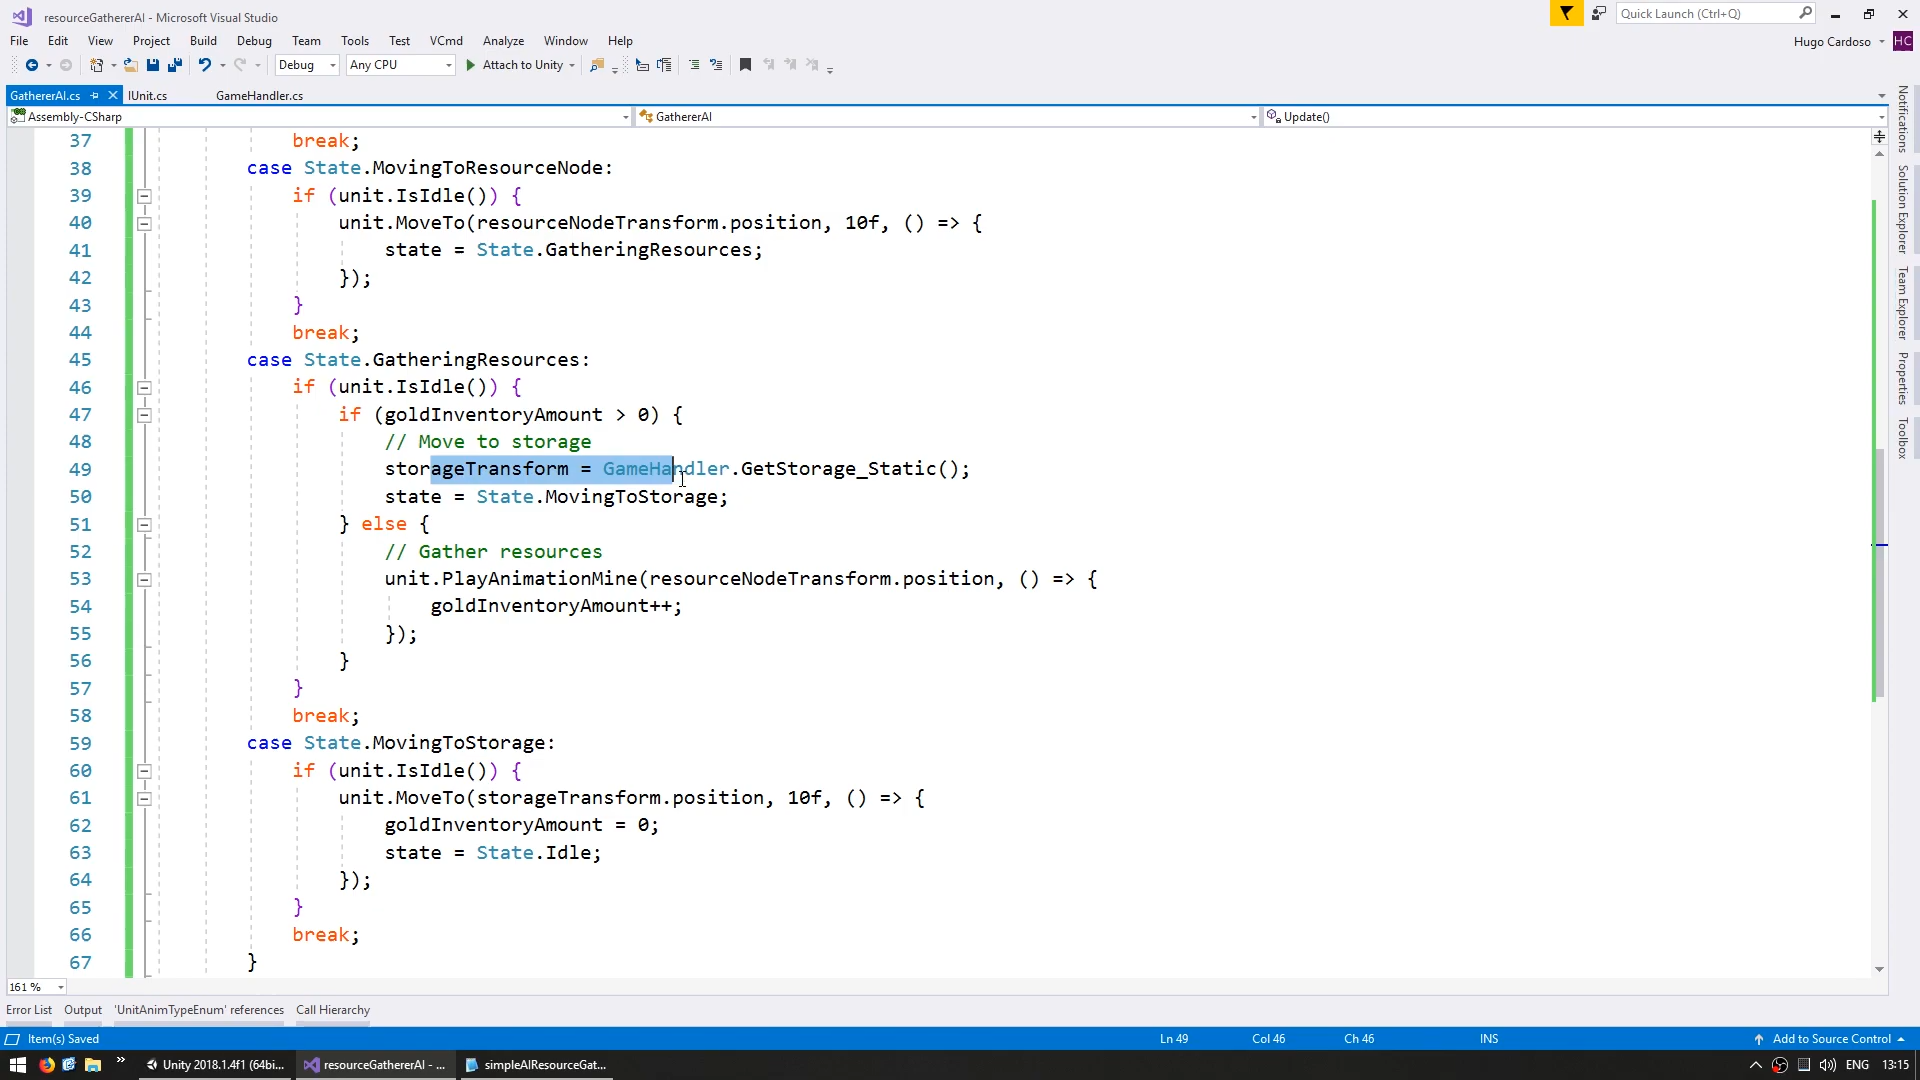 resourceGathererAI - Microsoft Visual Studio
Quick Launch (Ctrl+Q)
File Edit View Project Build Debug Team Tools Test VCmd Analyze Window Help
Hugo Cardoso HC
Debug Any CPU Attach to Unity
GathererAI.cs IUnit.cs GameHandler.cs
Assembly-CSharp GathererAI Update()
37 break;
38 case State.MovingToResourceNode:
39 if (unit.IsIdle()) {
40 unit.MoveTo(resourceNodeTransform.position, 10f, () => {
41 state = State.GatheringResources;
42 });
43 }
44 break;
45 case State.GatheringResources:
46 if (unit.IsIdle()) {
47 if (goldInventoryAmount > 0) {
48 // Move to storage
49 storageTransform = GameHandler.GetStorage_Static();
50 state = State.MovingToStorage;
51 } else {
52 // Gather resources
53 unit.PlayAnimationMine(resourceNodeTransform.position, () => {
54 goldInventoryAmount++;
55 });
56 }
57 }
58 break;
59 case State.MovingToStorage:
60 if (unit.IsIdle()) {
61 unit.MoveTo(storageTransform.position, 10f, () => {
62 goldInventoryAmount = 0;
63 state = State.Idle;
64 });
65 }
66 break;
67 }
Notifications
Solution Explorer
Team Explorer
Properties
Toolbox
161 %
Error List Output 'UnitAnimTypeEnum' references Call Hierarchy
Item(s) Saved Ln 49 Col 46 Ch 46 INS Add to Source Control
Unity 2018.1.4f1 (64bi... resourceGathererAI - ... simpleAIResourceGat... ENG 13:15